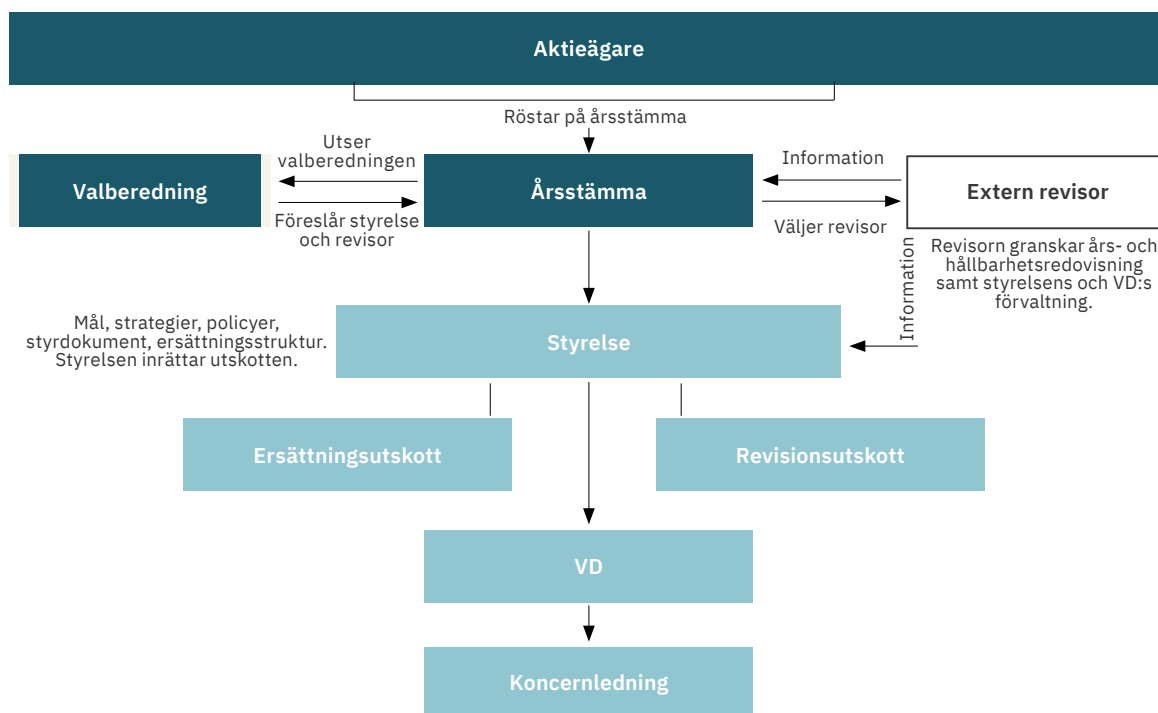 Aktieägare
Röstar på årsstämma
Utser
valberedningen
Information
Valberedning
Årsstämma
Extern revisor
Föreslår styrelse
och revisor
Väljer revisor
Revisorn granskar års- och
hållbarhetsredovisning
samt styrelsens och VD:s
förvaltning.
Information
Mål, strategier, policyer,
styrdokument, ersättningsstruktur.
Styrelsen inrättar utskotten.
Styrelse
Ersättningsutskott
Revisionsutskott
VD
Koncernledning